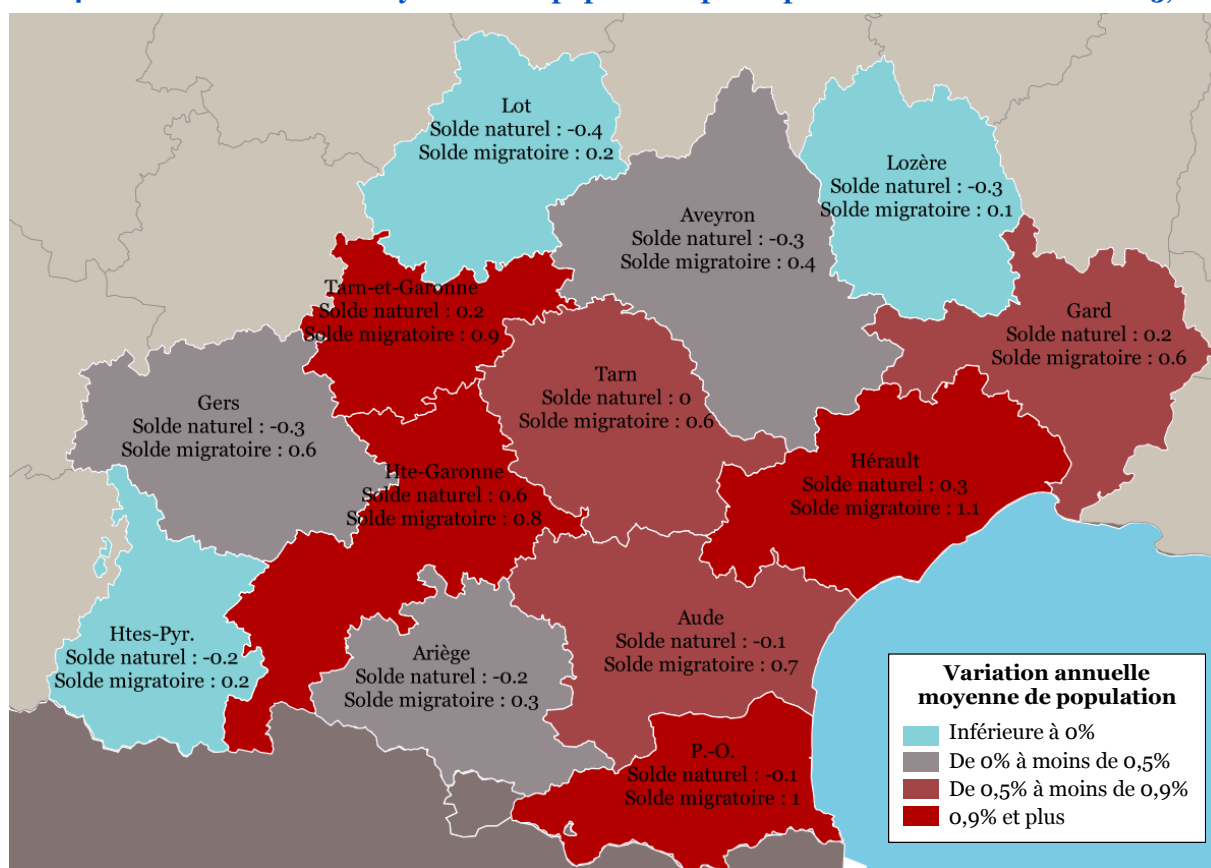 Lot
Solde naturel : -0.4
Solde migratoire : 0.2
Lozère
Solde naturel : -0.3
Solde migratoire : 0.1
Aveyron
Solde naturel : -0.3
Solde migratoire : 0.4
Tarn-et-Garonne
Solde naturel : 0.2
Solde migratoire : 0.9
Gard
Solde naturel : 0.2
Solde migratoire : 0.6
Tarn
Solde naturel : 0
Solde migratoire : 0.6
Gers
Solde naturel : -0.3
Solde migratoire : 0.6
Hte-Garonne
Solde naturel : 0.6
Solde migratoire : 0.8
Hérault
Solde naturel : 0.3
Solde migratoire : 1.1
Htes-Pyr.
Solde naturel : -0.2
Solde migratoire : 0.2
Ariège
Solde naturel : -0.2
Solde migratoire : 0.3
Aude
Solde naturel : -0.1
Solde migratoire : 0.7
P.-O.
Solde naturel : -0.1
Solde migratoire : 1
Variation annuelle
moyenne de population
Inférieure à 0%
De 0% à moins de 0,5%
De 0,5% à moins de 0,9%
0,9% et plus